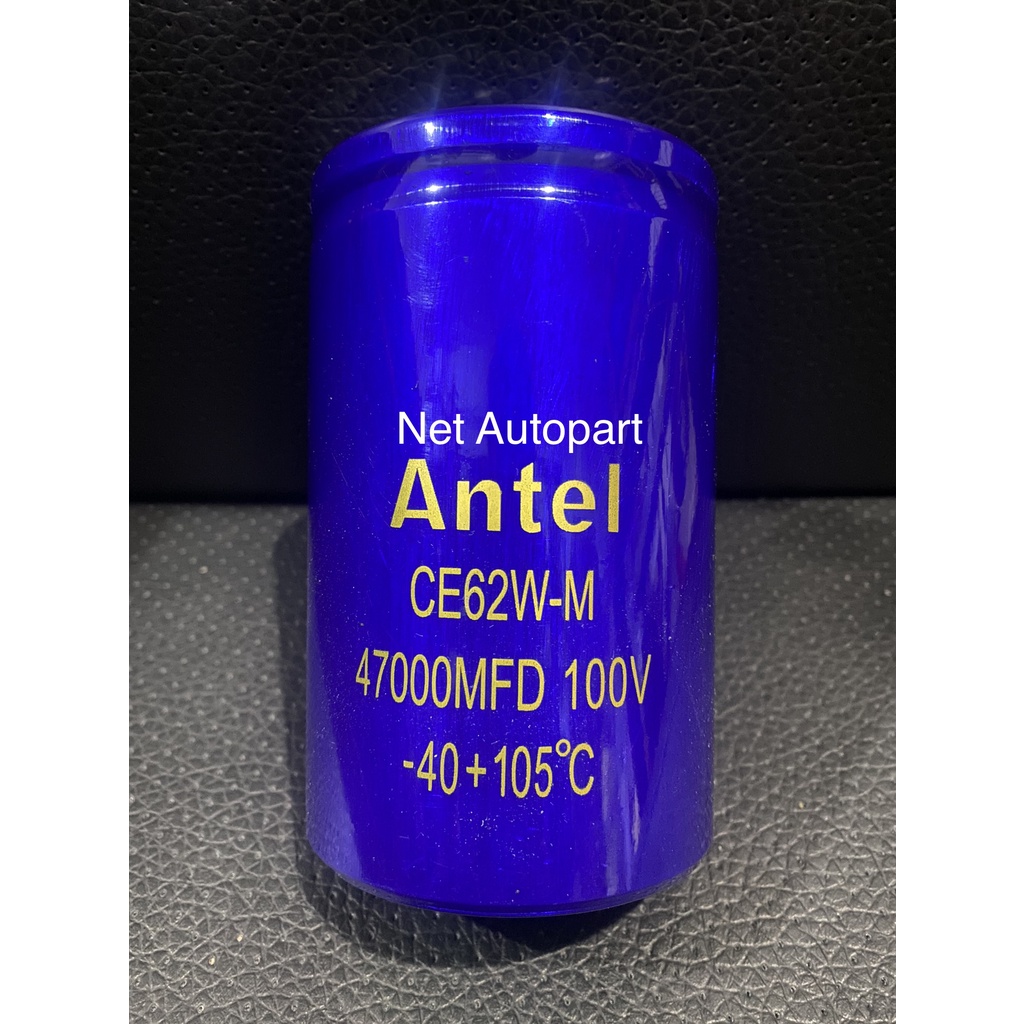 Net Autopart
Antel
CE62W-M
47000MFD 100V
-40+105℃